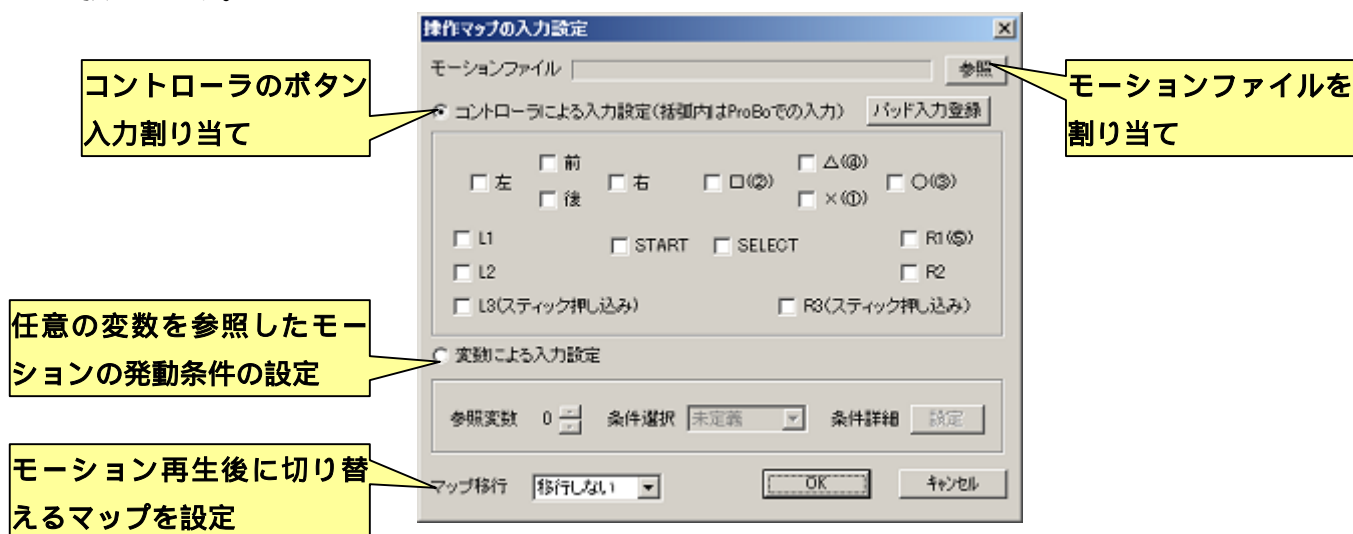 操作マップの入力設定
モーションファイル
参照
コントローラのボタン
入力割り当て
モーションファイルを
割り当て
コントローラによる入力設定(括弧内はProBoでの入力)
パッド入力登録
前
△(④)
左
右
□(②)
○(③)
後
×(①)
L1
START
SELECT
R1(⑤)
L2
R2
L3(スティック押し込み)
R3(スティック押し込み)
任意の変数を参照したモー
ションの発動条件の設定
変数による入力設定
参照変数
0
条件選択
未定義
条件詳細
設定
モーション再生後に切り替
えるマップを設定
マップ移行
移行しない
OK
キャンセル